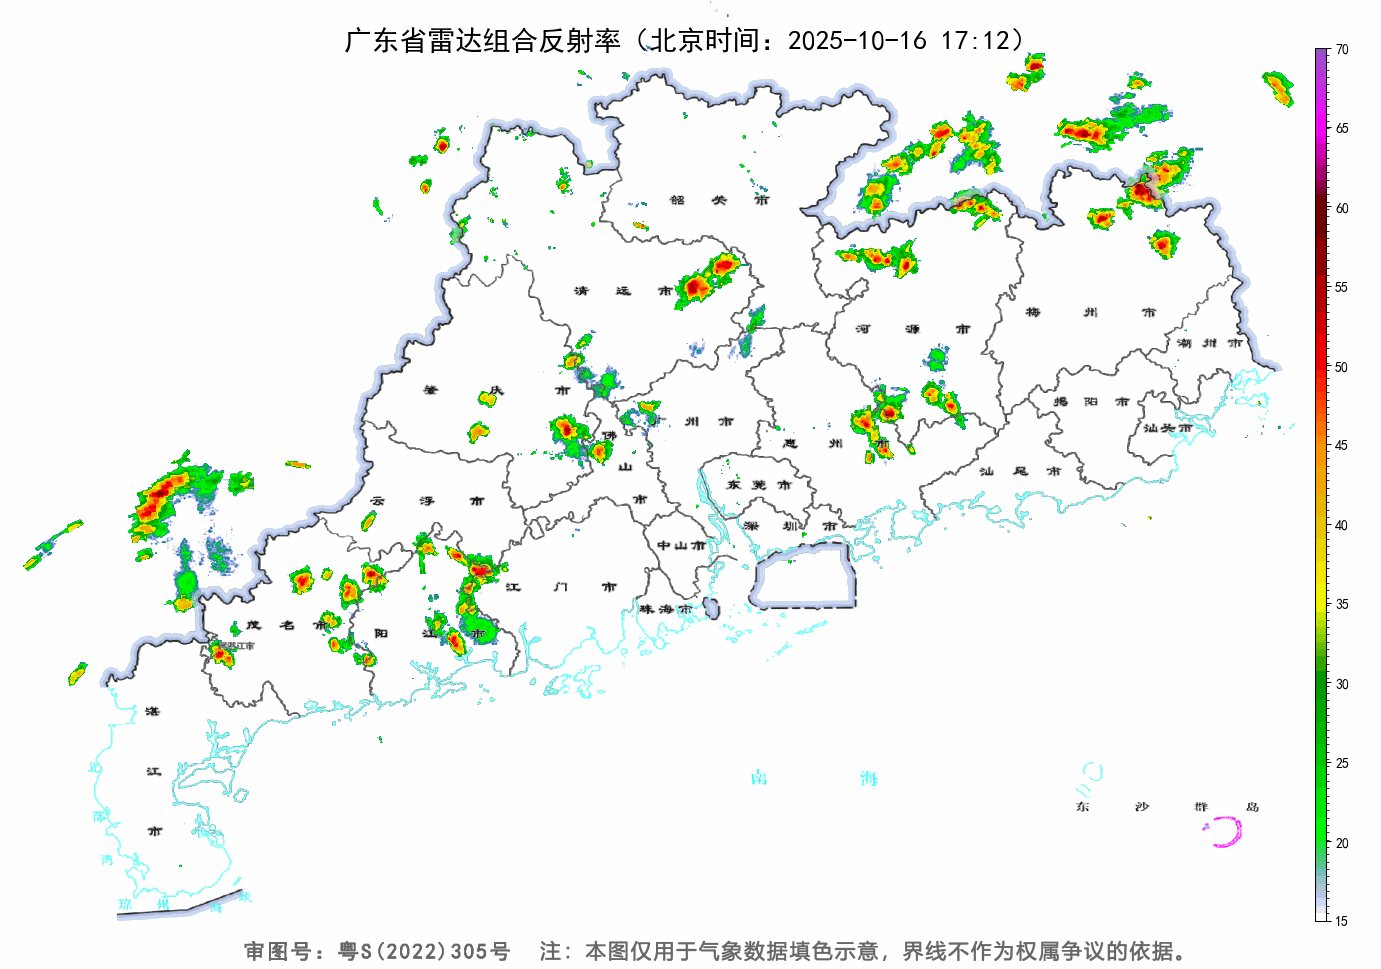 广东省雷达组合反射率（北京时间：2025-10-16 17:12）
70
65
60
55
50
45
40
35
30
25
20
15
韶关市
清远市
河源市
梅州市
潮州市
肇庆市
广州市
揭阳市
汕头市
佛山市
惠州市
汕尾市
云浮市
东莞市
深圳市
中山市
江门市
珠海市
茂名市
阳江市
湛江市
湛江市
北部湾
南海
东沙群岛
琼州海峡
审图号：粤S(2022)305号 注：本图仅用于气象数据填色示意，界线不作为权属争议的依据。